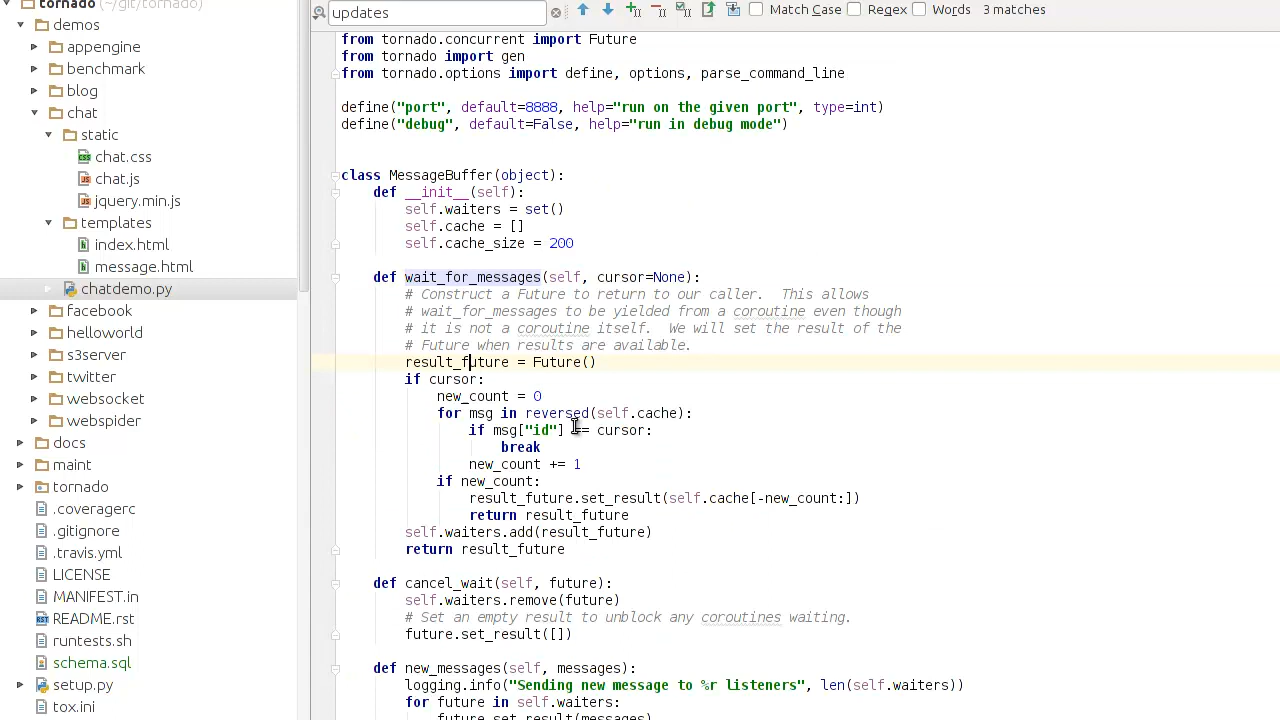 tornado (~/git/tornado)
demos
appengine
benchmark
blog
chat
static
chat.css
chat.js
jquery.min.js
templates
index.html
message.html
chatdemo.py
facebook
helloworld
s3server
twitter
websocket
webspider
docs
maint
tornado
.coveragerc
.gitignore
.travis.yml
LICENSE
MANIFEST.in
README.rst
runtests.sh
schema.sql
setup.py
tox.ini
updates Match Case Regex Words 3 matches
from tornado.concurrent import Future
from tornado import gen
from tornado.options import define, options, parse_command_line
define("port", default=8888, help="run on the given port", type=int)
define("debug", default=False, help="run in debug mode")
class MessageBuffer(object):
def __init__(self):
self.waiters = set()
self.cache = []
self.cache_size = 200
def wait_for_messages(self, cursor=None):
# Construct a Future to return to our caller.  This allows
# wait_for_messages to be yielded from a coroutine even though
# it is not a coroutine itself.  We will set the result of the
# Future when results are available.
result_future = Future()
if cursor:
new_count = 0
for msg in reversed(self.cache):
if msg["id"] == cursor:
break
new_count += 1
if new_count:
result_future.set_result(self.cache[-new_count:])
return result_future
self.waiters.add(result_future)
return result_future
def cancel_wait(self, future):
self.waiters.remove(future)
# Set an empty result to unblock any coroutines waiting.
future.set_result([])
def new_messages(self, messages):
logging.info("Sending new message to %r listeners", len(self.waiters))
for future in self.waiters:
future.set_result(messages)